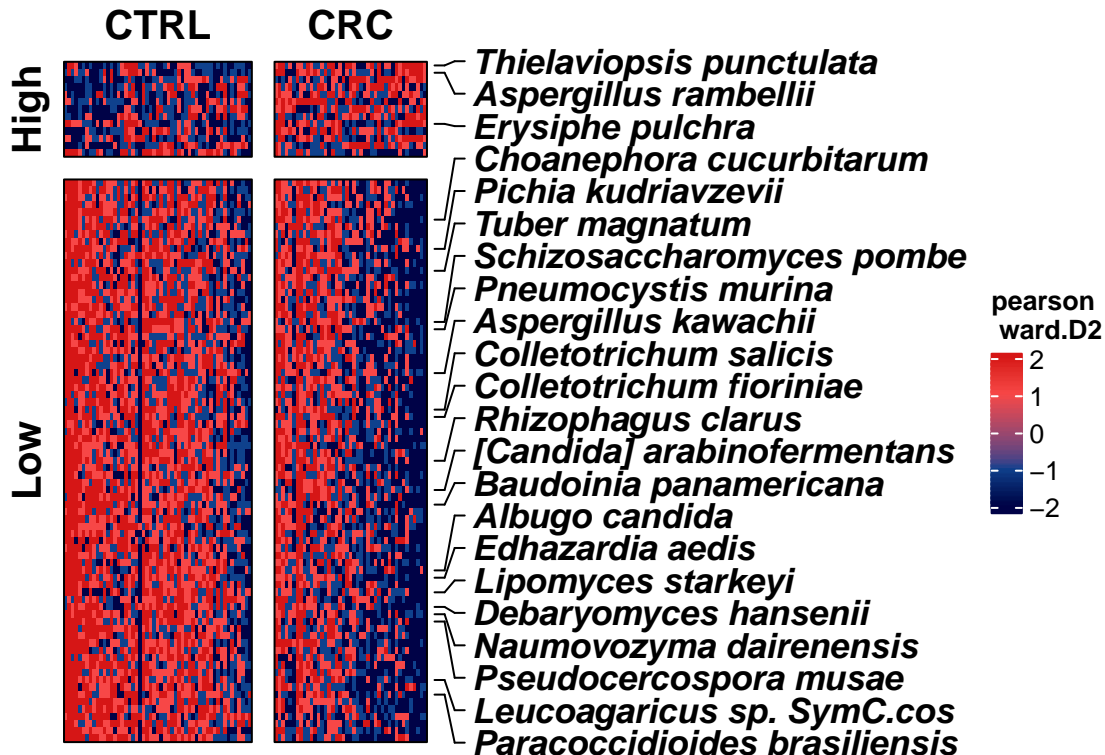 CTRL CRC
High
Low
Thielaviopsis punctulata
Aspergillus rambellii
Erysiphe pulchra
Choanephora cucurbitarum
Pichia kudriavzevii
Tuber magnatum
Schizosaccharomyces pombe
Pneumocystis murina
Aspergillus kawachii
Colletotrichum salicis
Colletotrichum fioriniae
Rhizophagus clarus
[Candida] arabinofermentans
Baudoinia panamericana
Albugo candida
Edhazardia aedis
Lipomyces starkeyi
Debaryomyces hansenii
Naumovozyma dairenensis
Pseudocercospora musae
Leucoagaricus sp. SymC.cos
Paracoccidioides brasiliensis
pearson
ward.D2
2
1
0
−1
−2